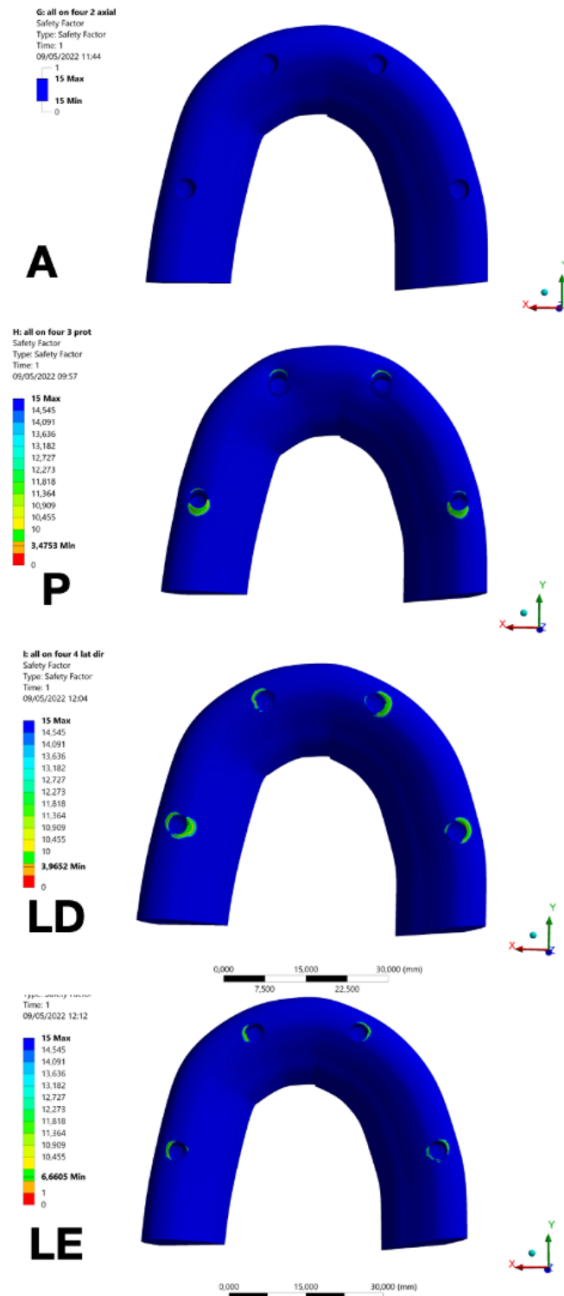 G: all on four 2 axial
Safety Factor
Type: Safety Factor
Time: 1
09/05/2022 11:44
1
15 Max
15 Min
0
A
Y
X
Z
H: all on four 3 prot
Safety Factor
Type: Safety Factor
Time: 1
09/05/2022 09:57
15 Max
14,545
14,091
13,636
13,182
12,727
12,273
11,818
11,364
10,909
10,455
10
3,4753 Min
0
P
Y
X
Z
I: all on four 4 lat dir
Safety Factor
Type: Safety Factor
Time: 1
09/05/2022 12:04
15 Max
14,545
14,091
13,636
13,182
12,727
12,273
11,818
11,364
10,909
10,455
10
3,9652 Min
0
LD
Y
X
Z
0,000 15,000 30,000 (mm)
7,500 22,500
Type: Safety Factor
Time: 1
09/05/2022 12:12
15 Max
14,545
14,091
13,636
13,182
12,727
12,273
11,818
11,364
10,909
10,455
6,6605 Min
1
0
LE
Y
X
Z
0,000 15,000 30,000 (mm)